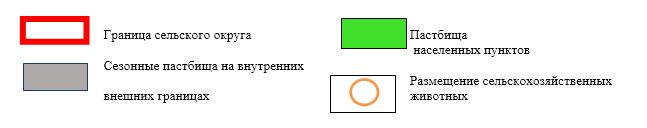 Граница сельского округа
Сезонные пастбища на внутренних
внешних границах
Пастбища
населенных пунктов
Размещение сельскохозяйственных
животных